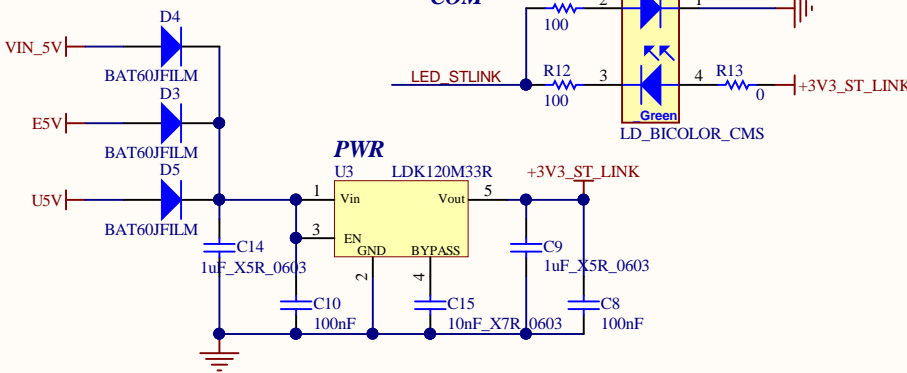 COM
2
1
100
D4
VIN_5V
BAT60JFILM
LED_STLINK
R12
3
4
R13
100
0
+3V3_ST_LINK
_Green
LD_BICOLOR_CMS
D3
E5V
BAT60JFILM
PWR
U3
LDK120M33R
+3V3_ST_LINK
D5
U5V
BAT60JFILM
1
Vin
Vout
5
3
EN
GND
BYPASS
2
4
C14
1uF_X5R_0603
C9
1uF_X5R_0603
C10
100nF
C15
10nF_X7R_0603
C8
100nF